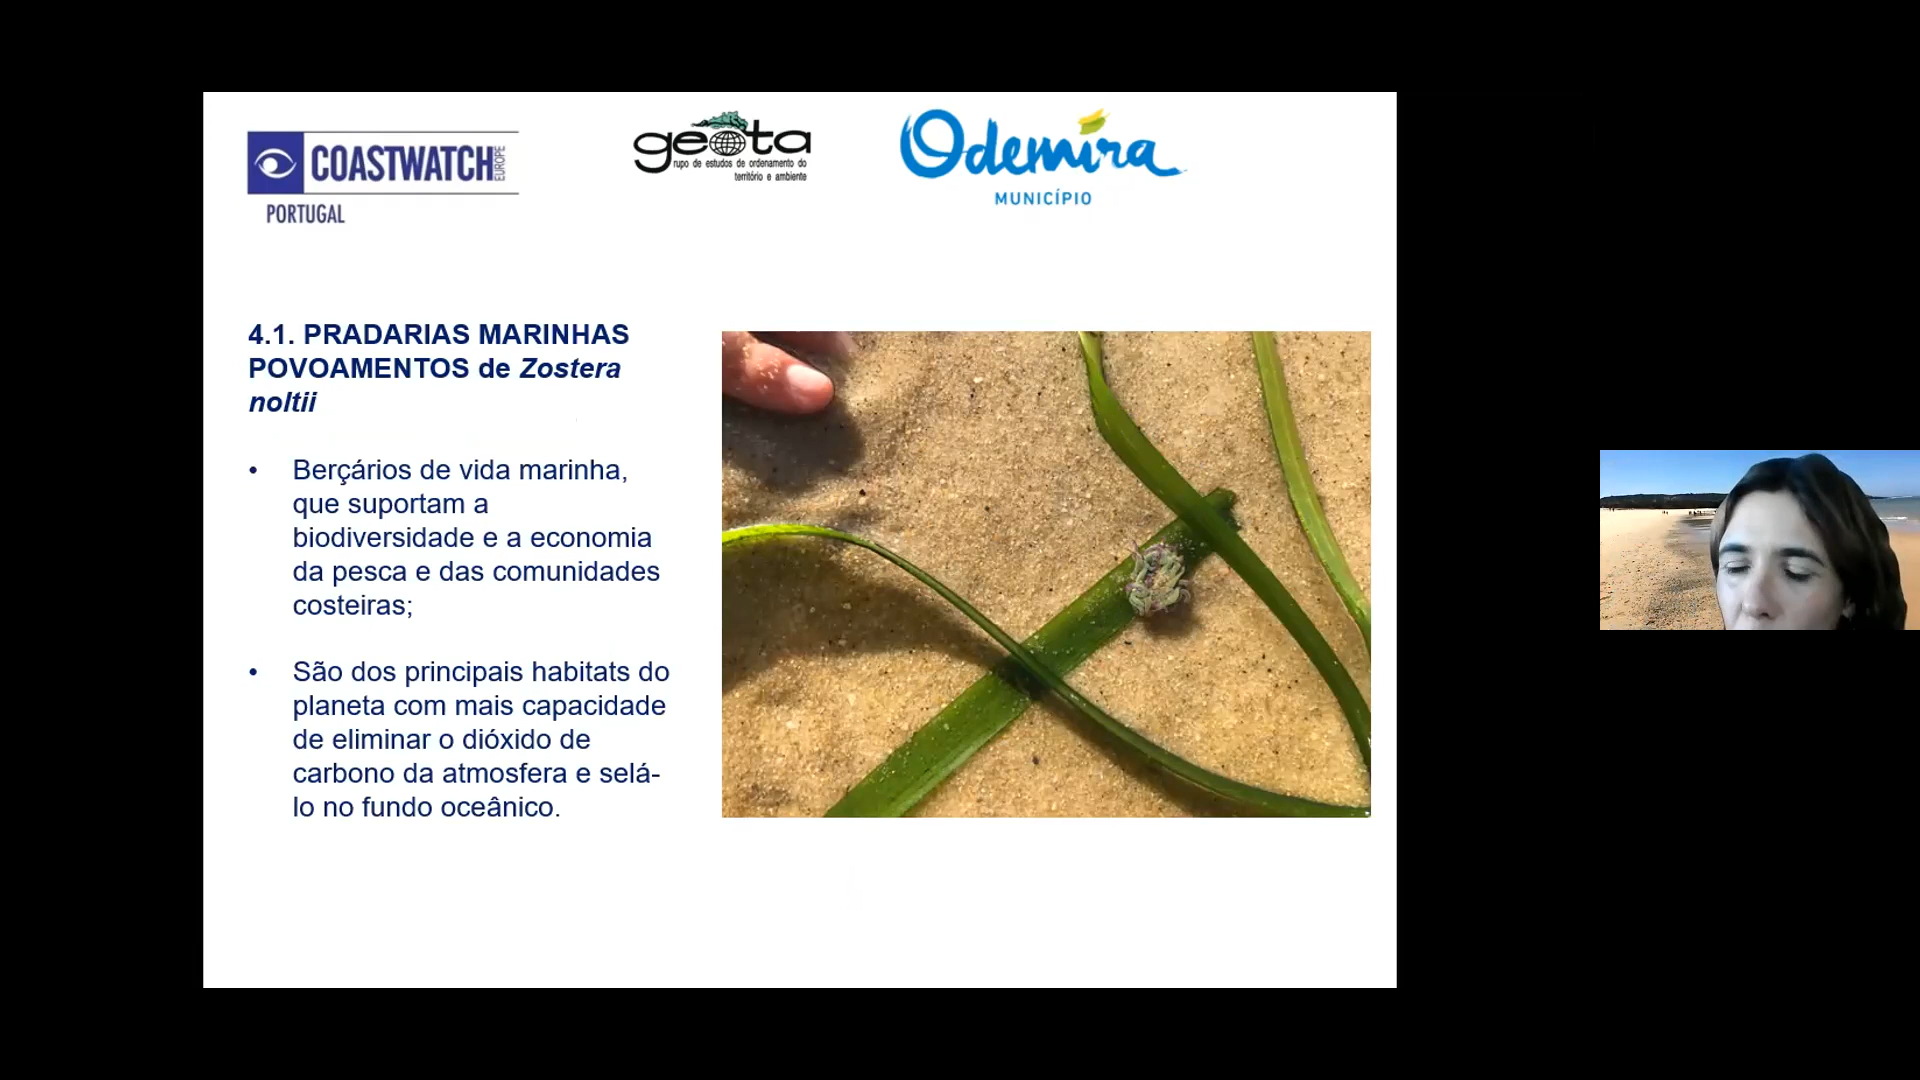 COASTWATCH
EUROPE
PORTUGAL
geota
rupo de estudos de ordenamento do
território e ambiente
Odemira
MUNICÍPIO
4.1. PRADARIAS MARINHAS
POVOAMENTOS de Zostera
noltii
• Berçários de vida marinha,
que suportam a
biodiversidade e a economia
da pesca e das comunidades
costeiras;
• São dos principais habitats do
planeta com mais capacidade
de eliminar o dióxido de
carbono da atmosfera e selá-
lo no fundo oceânico.